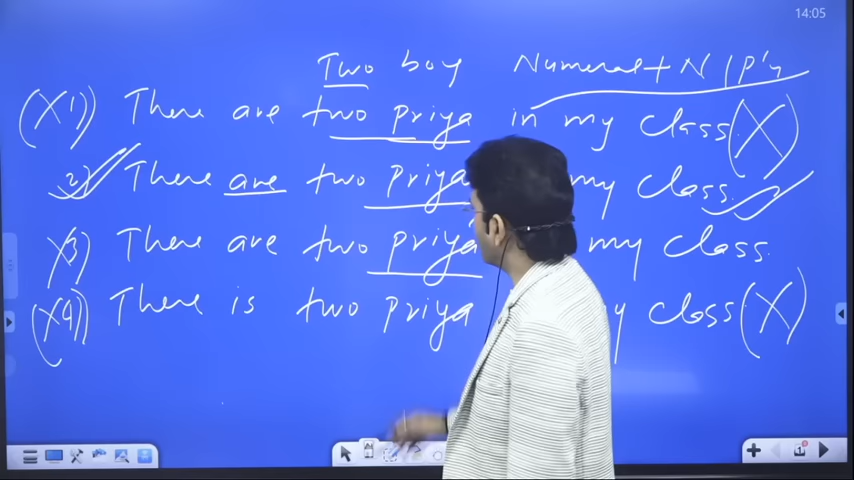 14:05
Two boy Numeral + N / P'n
(X1)) There are two priya in my class. (X)
2) There are two priya my class.
X3) There are two priya my class.
(X4)) There is two priya y class (X)